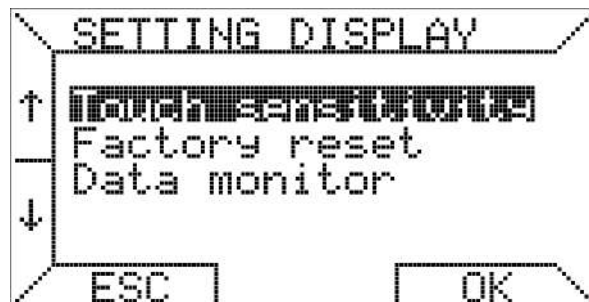 SETTING DISPLAY
↑ Touch sensitivity
Factory reset
Data monitor
↓
ESC OK